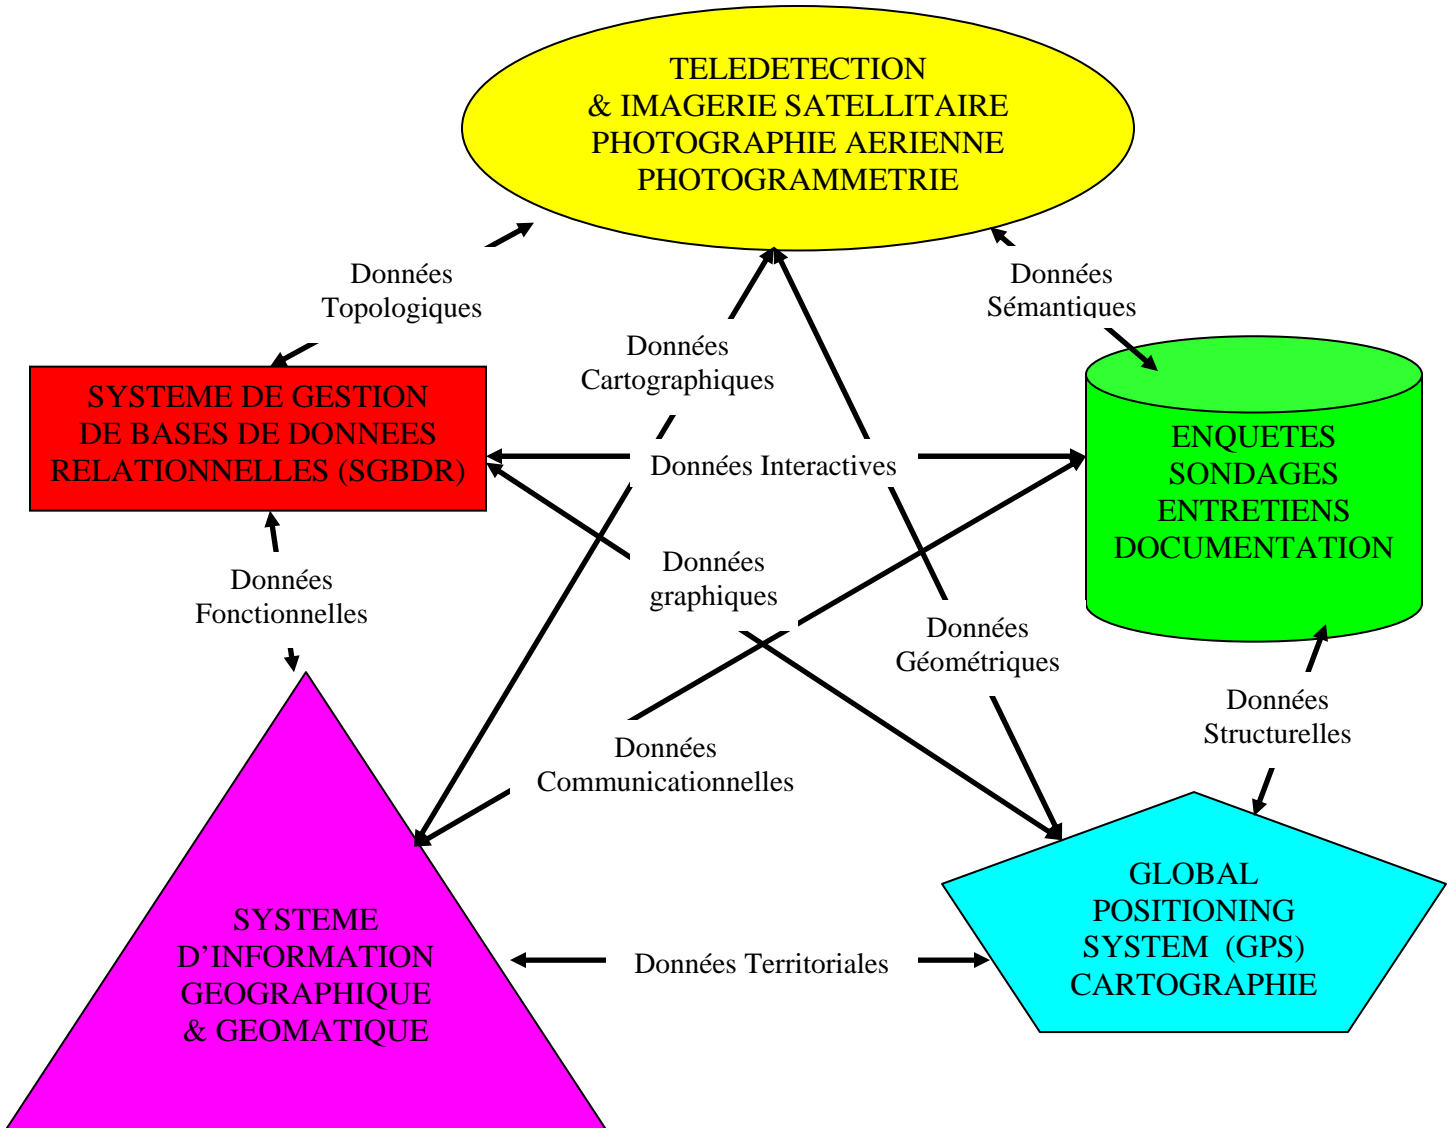 TELEDETECTION
& IMAGERIE SATELLITAIRE
PHOTOGRAPHIE AERIENNE
PHOTOGRAMMETRIE
Données
Topologiques
Données
Sémantiques
Données
Cartographiques
SYSTEME DE GESTION
DE BASES DE DONNEES
RELATIONNELLES (SGBDR)
Données Interactives
ENQUETES
SONDAGES
ENTRETIENS
DOCUMENTATION
Données
graphiques
Données
Fonctionnelles
Données
Géométriques
Données
Structurelles
Données
Communicationnelles
SYSTEME
D’INFORMATION
GEOGRAPHIQUE
& GEOMATIQUE
Données Territoriales
GLOBAL
POSITIONING
SYSTEM (GPS)
CARTOGRAPHIE